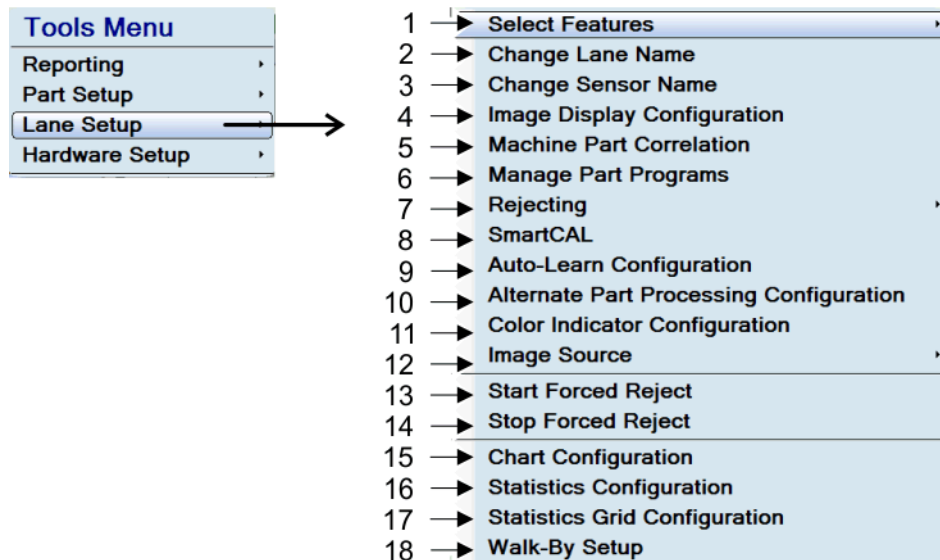 Tools Menu
Reporting
Part Setup
Lane Setup
Hardware Setup
1 Select Features
2 Change Lane Name
3 Change Sensor Name
4 Image Display Configuration
5 Machine Part Correlation
6 Manage Part Programs
7 Rejecting
8 SmartCAL
9 Auto-Learn Configuration
10 Alternate Part Processing Configuration
11 Color Indicator Configuration
12 Image Source
13 Start Forced Reject
14 Stop Forced Reject
15 Chart Configuration
16 Statistics Configuration
17 Statistics Grid Configuration
18 Walk-By Setup